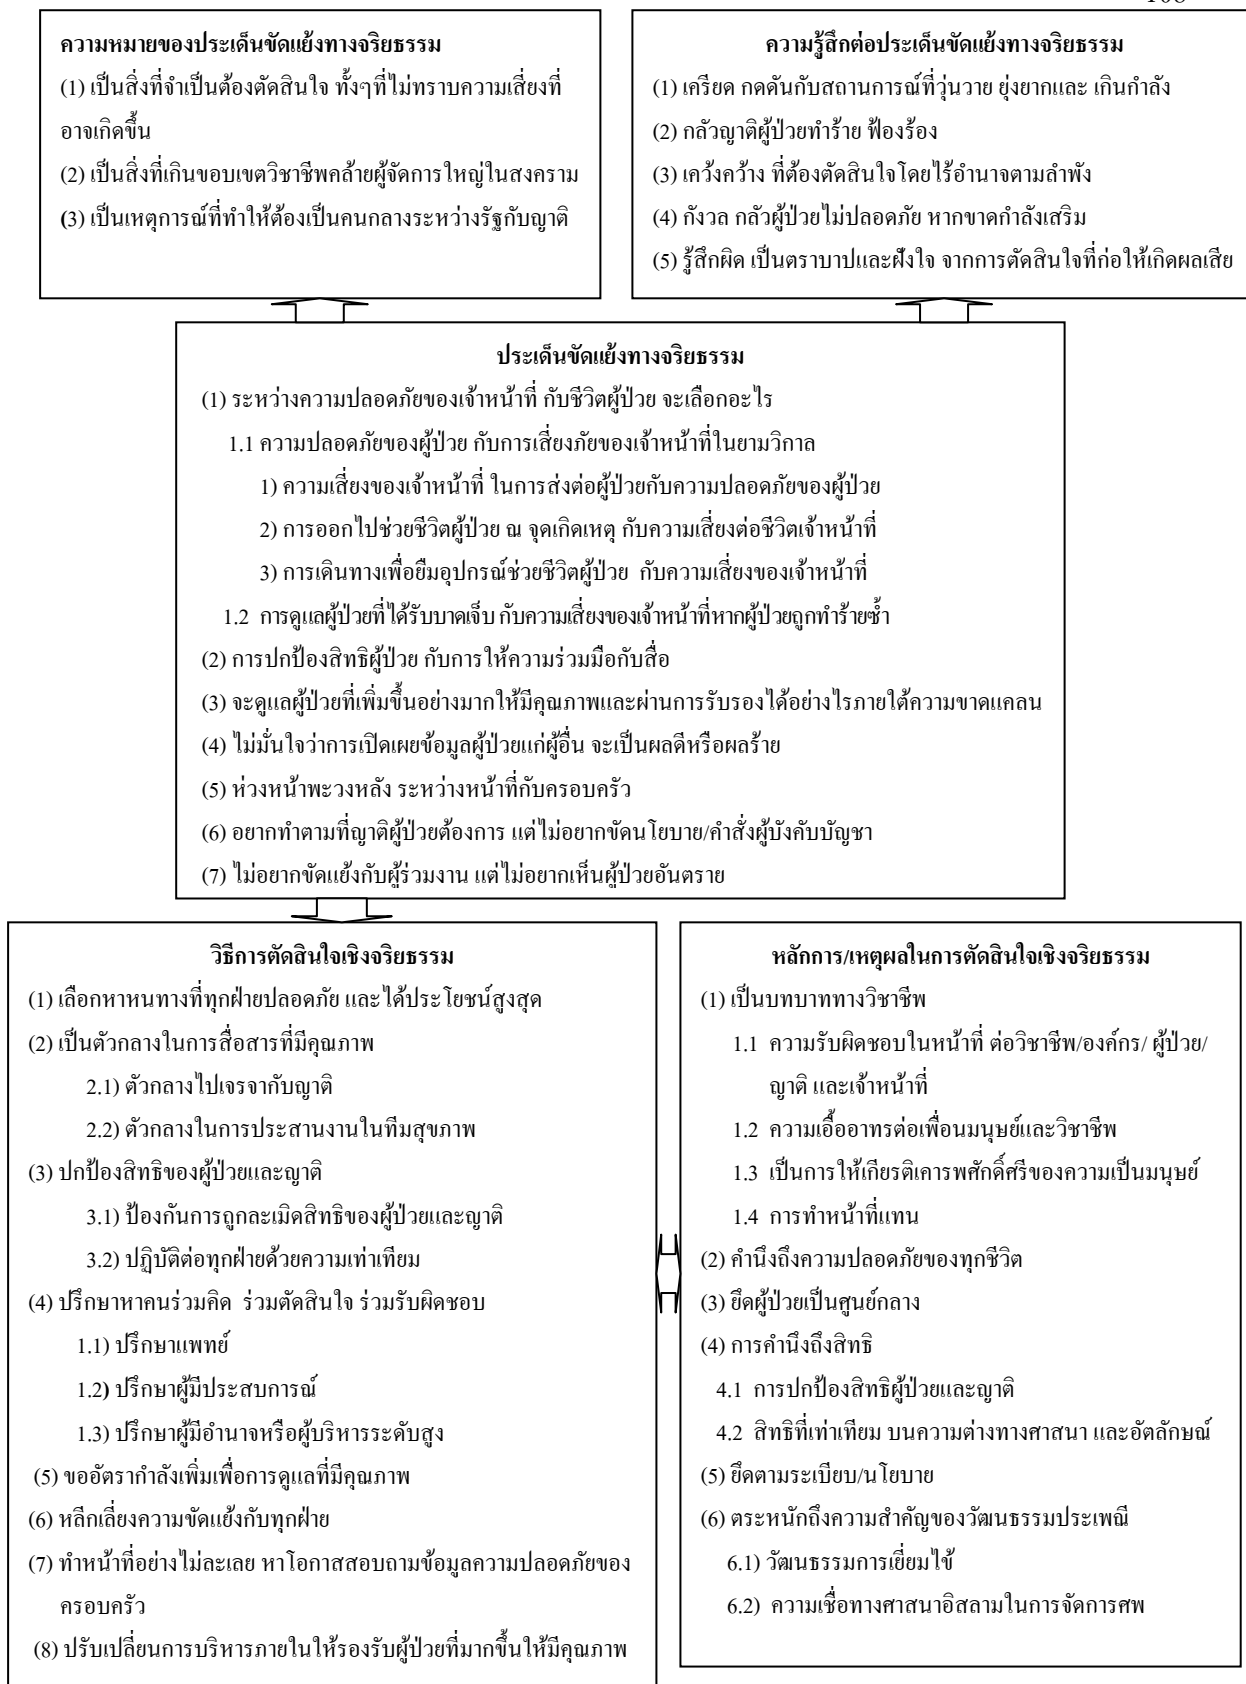 ความหมายของประเด็นขัดแย้งทางจริยธรรม
(1) เป็นสิ่งที่จำเป็นต้องตัดสินใจ ทั้งๆที่ไม่ทราบความเสี่ยงที่
อาจเกิดขึ้น
(2) เป็นสิ่งที่เกินขอบเขตวิชาชีพคล้ายผู้จัดการใหญ่ในสงคราม
(3) เป็นเหตุการณ์ที่ทำให้ต้องเป็นคนกลางระหว่างรัฐกับญาติ
ความรู้สึกต่อประเด็นขัดแย้งทางจริยธรรม
(1) เครียด กดดันกับสถานการณ์ที่วุ่นวาย ยุ่งยากและ เกินกำลัง
(2) กลัวญาติผู้ป่วยทำร้าย ฟ้องร้อง
(3) เคว้งคว้าง ที่ต้องตัดสินใจโดยไร้อำนาจตามลำพัง
(4) กังวล กลัวผู้ป่วยไม่ปลอดภัย หากขาดกำลังเสริม
(5) รู้สึกผิด เป็นตราบาปและฝังใจ จากการตัดสินใจที่ก่อให้เกิดผลเสีย
ประเด็นขัดแย้งทางจริยธรรม
(1) ระหว่างความปลอดภัยของเจ้าหน้าที่ กับชีวิตผู้ป่วย จะเลือกอะไร
1.1 ความปลอดภัยของผู้ป่วย กับการเสี่ยงภัยของเจ้าหน้าที่ในยามวิกาล
1) ความเสี่ยงของเจ้าหน้าที่ ในการส่งต่อผู้ป่วยกับความปลอดภัยของผู้ป่วย
2) การออกไปช่วยชีวิตผู้ป่วย ณ จุดเกิดเหตุ กับความเสี่ยงต่อชีวิตเจ้าหน้าที่
3) การเดินทางเพื่อยืมอุปกรณ์ช่วยชีวิตผู้ป่วย กับความเสี่ยงของเจ้าหน้าที่
1.2 การดูแลผู้ป่วยที่ได้รับบาดเจ็บ กับความเสี่ยงของเจ้าหน้าที่หากผู้ป่วยถูกทำร้ายซ้ำ
(2) การปกป้องสิทธิผู้ป่วย กับการให้ความร่วมมือกับสื่อ
(3) จะดูแลผู้ป่วยที่เพิ่มขึ้นอย่างมากให้มีคุณภาพและผ่านการรับรองได้อย่างไรภายใต้ความขาดแคลน
(4) ไม่มั่นใจว่าการเปิดเผยข้อมูลผู้ป่วยแก่ผู้อื่น จะเป็นผลดีหรือผลร้าย
(5) ห่วงหน้าพะวงหลัง ระหว่างหน้าที่กับครอบครัว
(6) อยากทำตามที่ญาติผู้ป่วยต้องการ แต่ไม่อยากขัดนโยบาย/คำสั่งผู้บังคับบัญชา
(7) ไม่อยากขัดแย้งกับผู้ร่วมงาน แต่ไม่อยากเห็นผู้ป่วยอันตราย
วิธีการตัดสินใจเชิงจริยธรรม
(1) เลือกหาหนทางที่ทุกฝ่ายปลอดภัย และได้ประโยชน์สูงสุด
(2) เป็นตัวกลางในการสื่อสารที่มีคุณภาพ
2.1) ตัวกลางไปเจรจากับญาติ
2.2) ตัวกลางในการประสานงานในทีมสุขภาพ
(3) ปกป้องสิทธิของผู้ป่วยและญาติ
3.1) ป้องกันการถูกละเมิดสิทธิของผู้ป่วยและญาติ
3.2) ปฏิบัติต่อทุกฝ่ายด้วยความเท่าเทียม
(4) ปรึกษาหาคนร่วมคิด ร่วมตัดสินใจ ร่วมรับผิดชอบ
1.1) ปรึกษาแพทย์
1.2) ปรึกษาผู้มีประสบการณ์
1.3) ปรึกษาผู้มีอำนาจหรือผู้บริหารระดับสูง
(5) ขออัตรากำลังเพิ่มเพื่อการดูแลที่มีคุณภาพ
(6) หลีกเลี่ยงความขัดแย้งกับทุกฝ่าย
(7) ทำหน้าที่อย่างไม่ละเลย หาโอกาสสอบถามข้อมูลความปลอดภัยของ
ครอบครัว
(8) ปรับเปลี่ยนการบริหารภายในให้รองรับผู้ป่วยที่มากขึ้นให้มีคุณภาพ
หลักการ/เหตุผลในการตัดสินใจเชิงจริยธรรม
(1) เป็นบทบาททางวิชาชีพ
1.1 ความรับผิดชอบในหน้าที่ ต่อวิชาชีพ/องค์กร/ ผู้ป่วย/
ญาติ และเจ้าหน้าที่
1.2 ความเอื้ออาทรต่อเพื่อนมนุษย์และวิชาชีพ
1.3 เป็นการให้เกียรติเคารพศักดิ์ศรีของความเป็นมนุษย์
1.4 การทำหน้าที่แทน
(2) คำนึงถึงความปลอดภัยของทุกชีวิต
(3) ยึดผู้ป่วยเป็นศูนย์กลาง
(4) การคำนึงถึงสิทธิ
4.1 การปกป้องสิทธิผู้ป่วยและญาติ
4.2 สิทธิที่เท่าเทียม บนความต่างทางศาสนา และอัตลักษณ์
(5) ยึดตามระเบียบ/นโยบาย
(6) ตระหนักถึงความสำคัญของวัฒนธรรมประเพณี
6.1) วัฒนธรรมการเยี่ยมไข้
6.2) ความเชื่อทางศาสนาอิสลามในการจัดการศพ